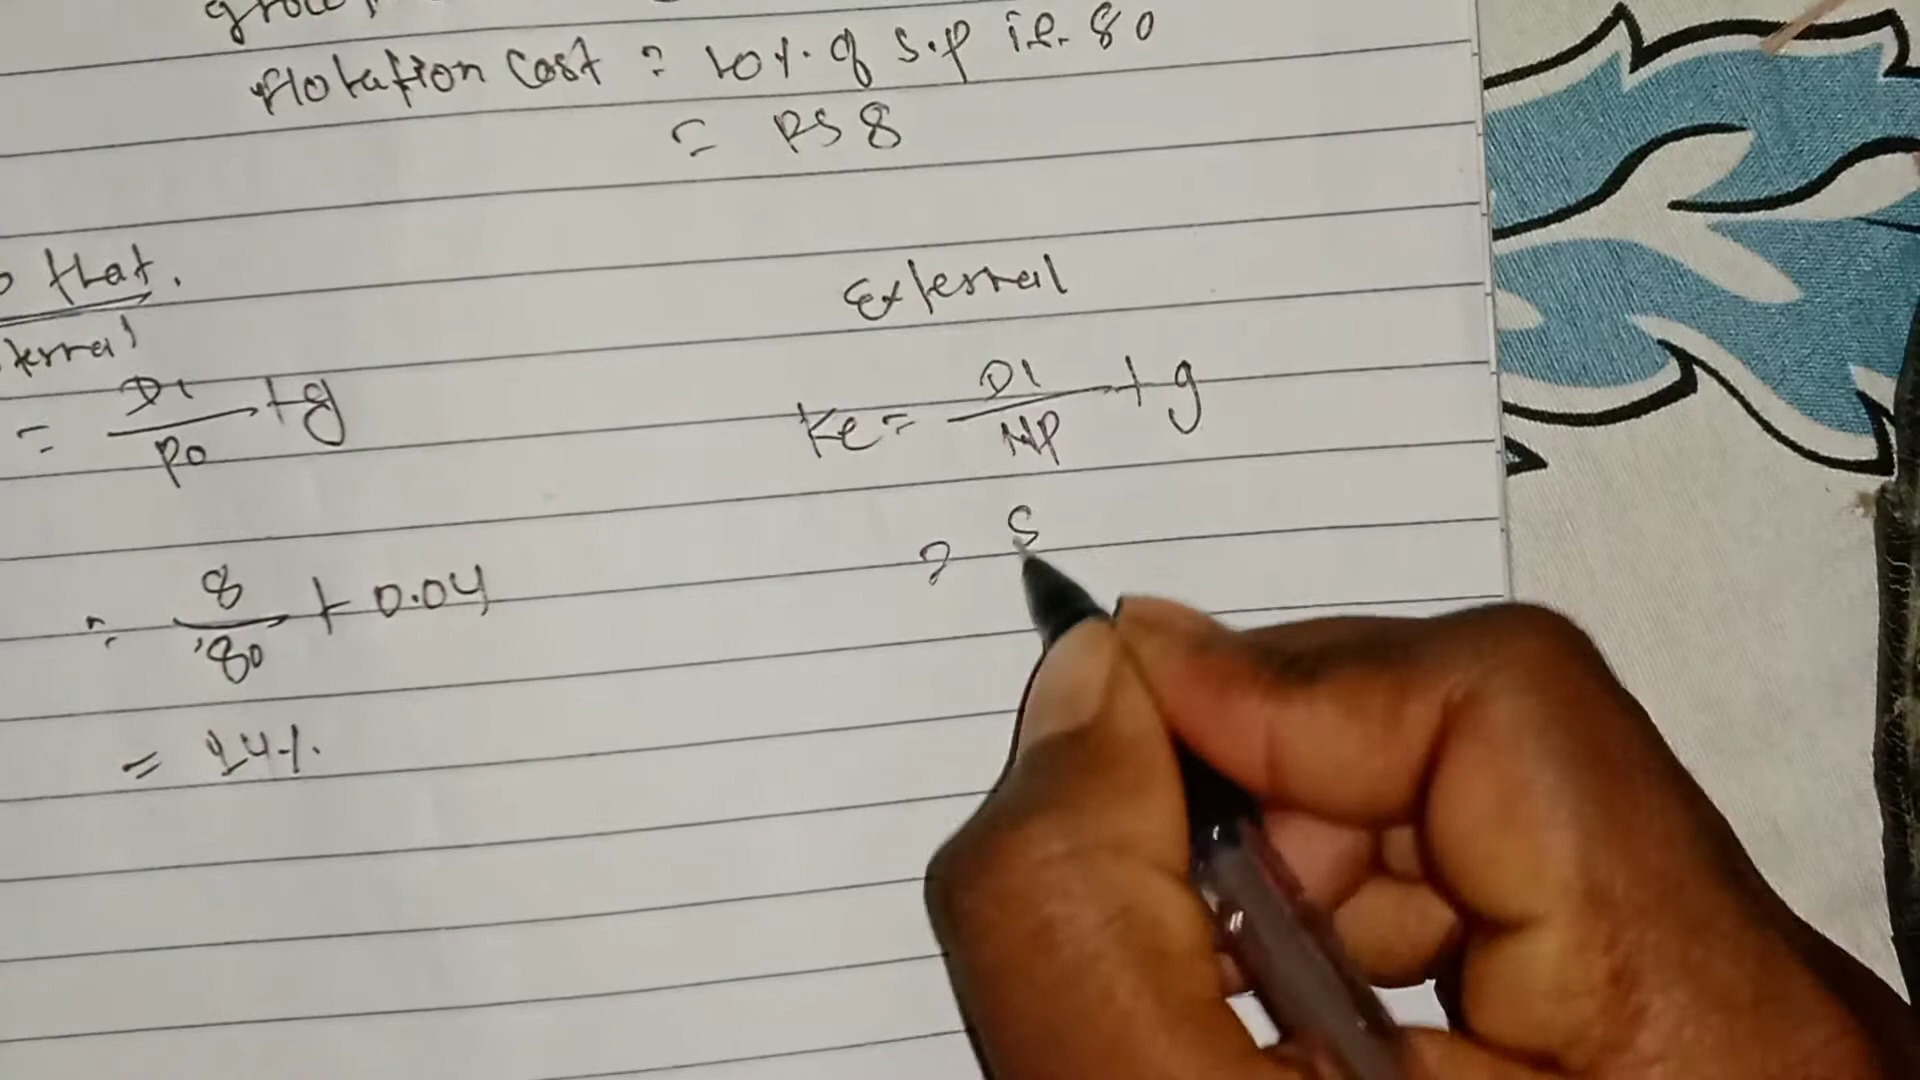 flotation cost = 10%. of s.p i.e. 80
= RS 8
that.
External
= D1/P0 + g
Ke = D1/NP + g
= 8/80 + 0.04
=
= 14%.